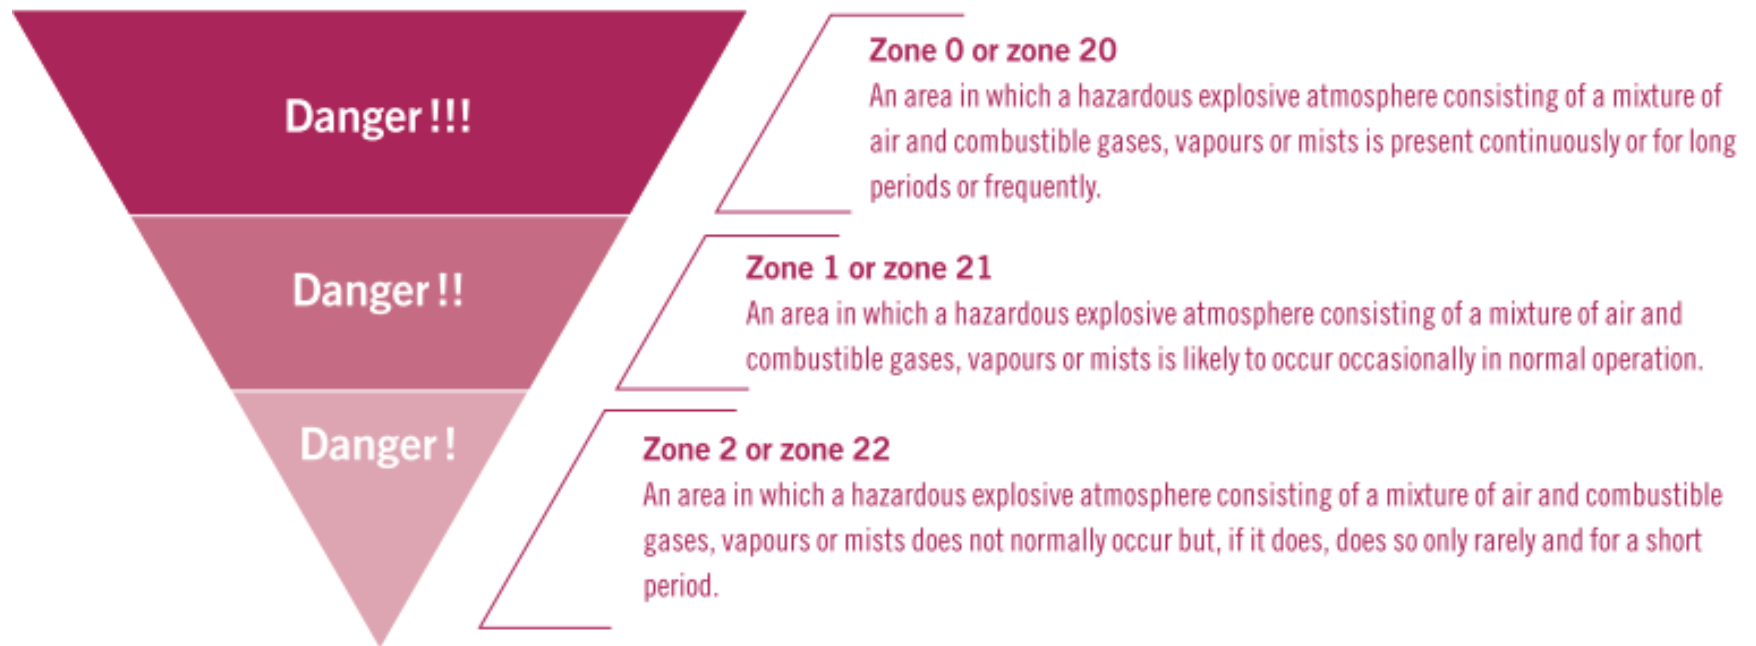 Danger !!!
Zone 0 or zone 20
An area in which a hazardous explosive atmosphere consisting of a mixture of
air and combustible gases, vapours or mists is present continuously or for long
periods or frequently.
Danger !!
Zone 1 or zone 21
An area in which a hazardous explosive atmosphere consisting of a mixture of air and
combustible gases, vapours or mists is likely to occur occasionally in normal operation.
Danger !
Zone 2 or zone 22
An area in which a hazardous explosive atmosphere consisting of a mixture of air and combustible
gases, vapours or mists does not normally occur but, if it does, does so only rarely and for a short
period.